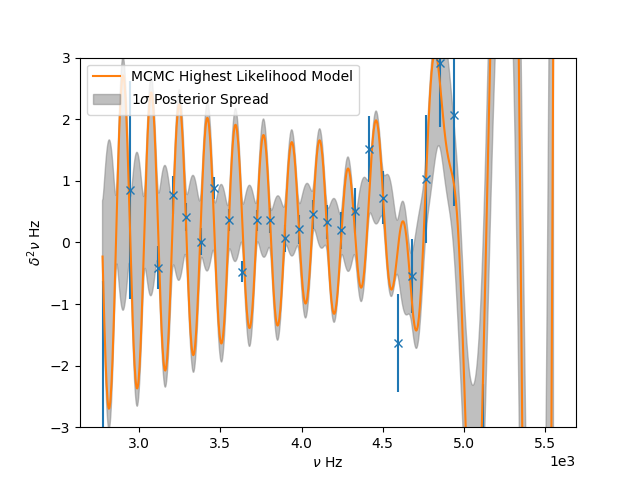 MCMC Highest Likelihood Model
1σ Posterior Spread
3
2
1
0
−1
−2
−3
δ²ν Hz
3.0 3.5 4.0 4.5 5.0 5.5
1e3
ν Hz